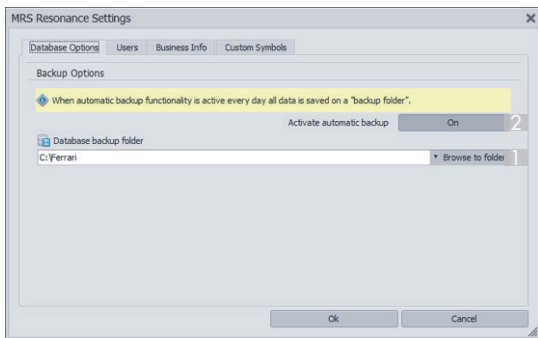 MRS Resonance Settings
Database Options Users Business Info Custom Symbols
Backup Options
When automatic backup functionality is active every day all data is saved on a "backup folder".
Activate automatic backup On 2
Database backup folder
C:\Ferrari Browse to folder 1
Ok Cancel